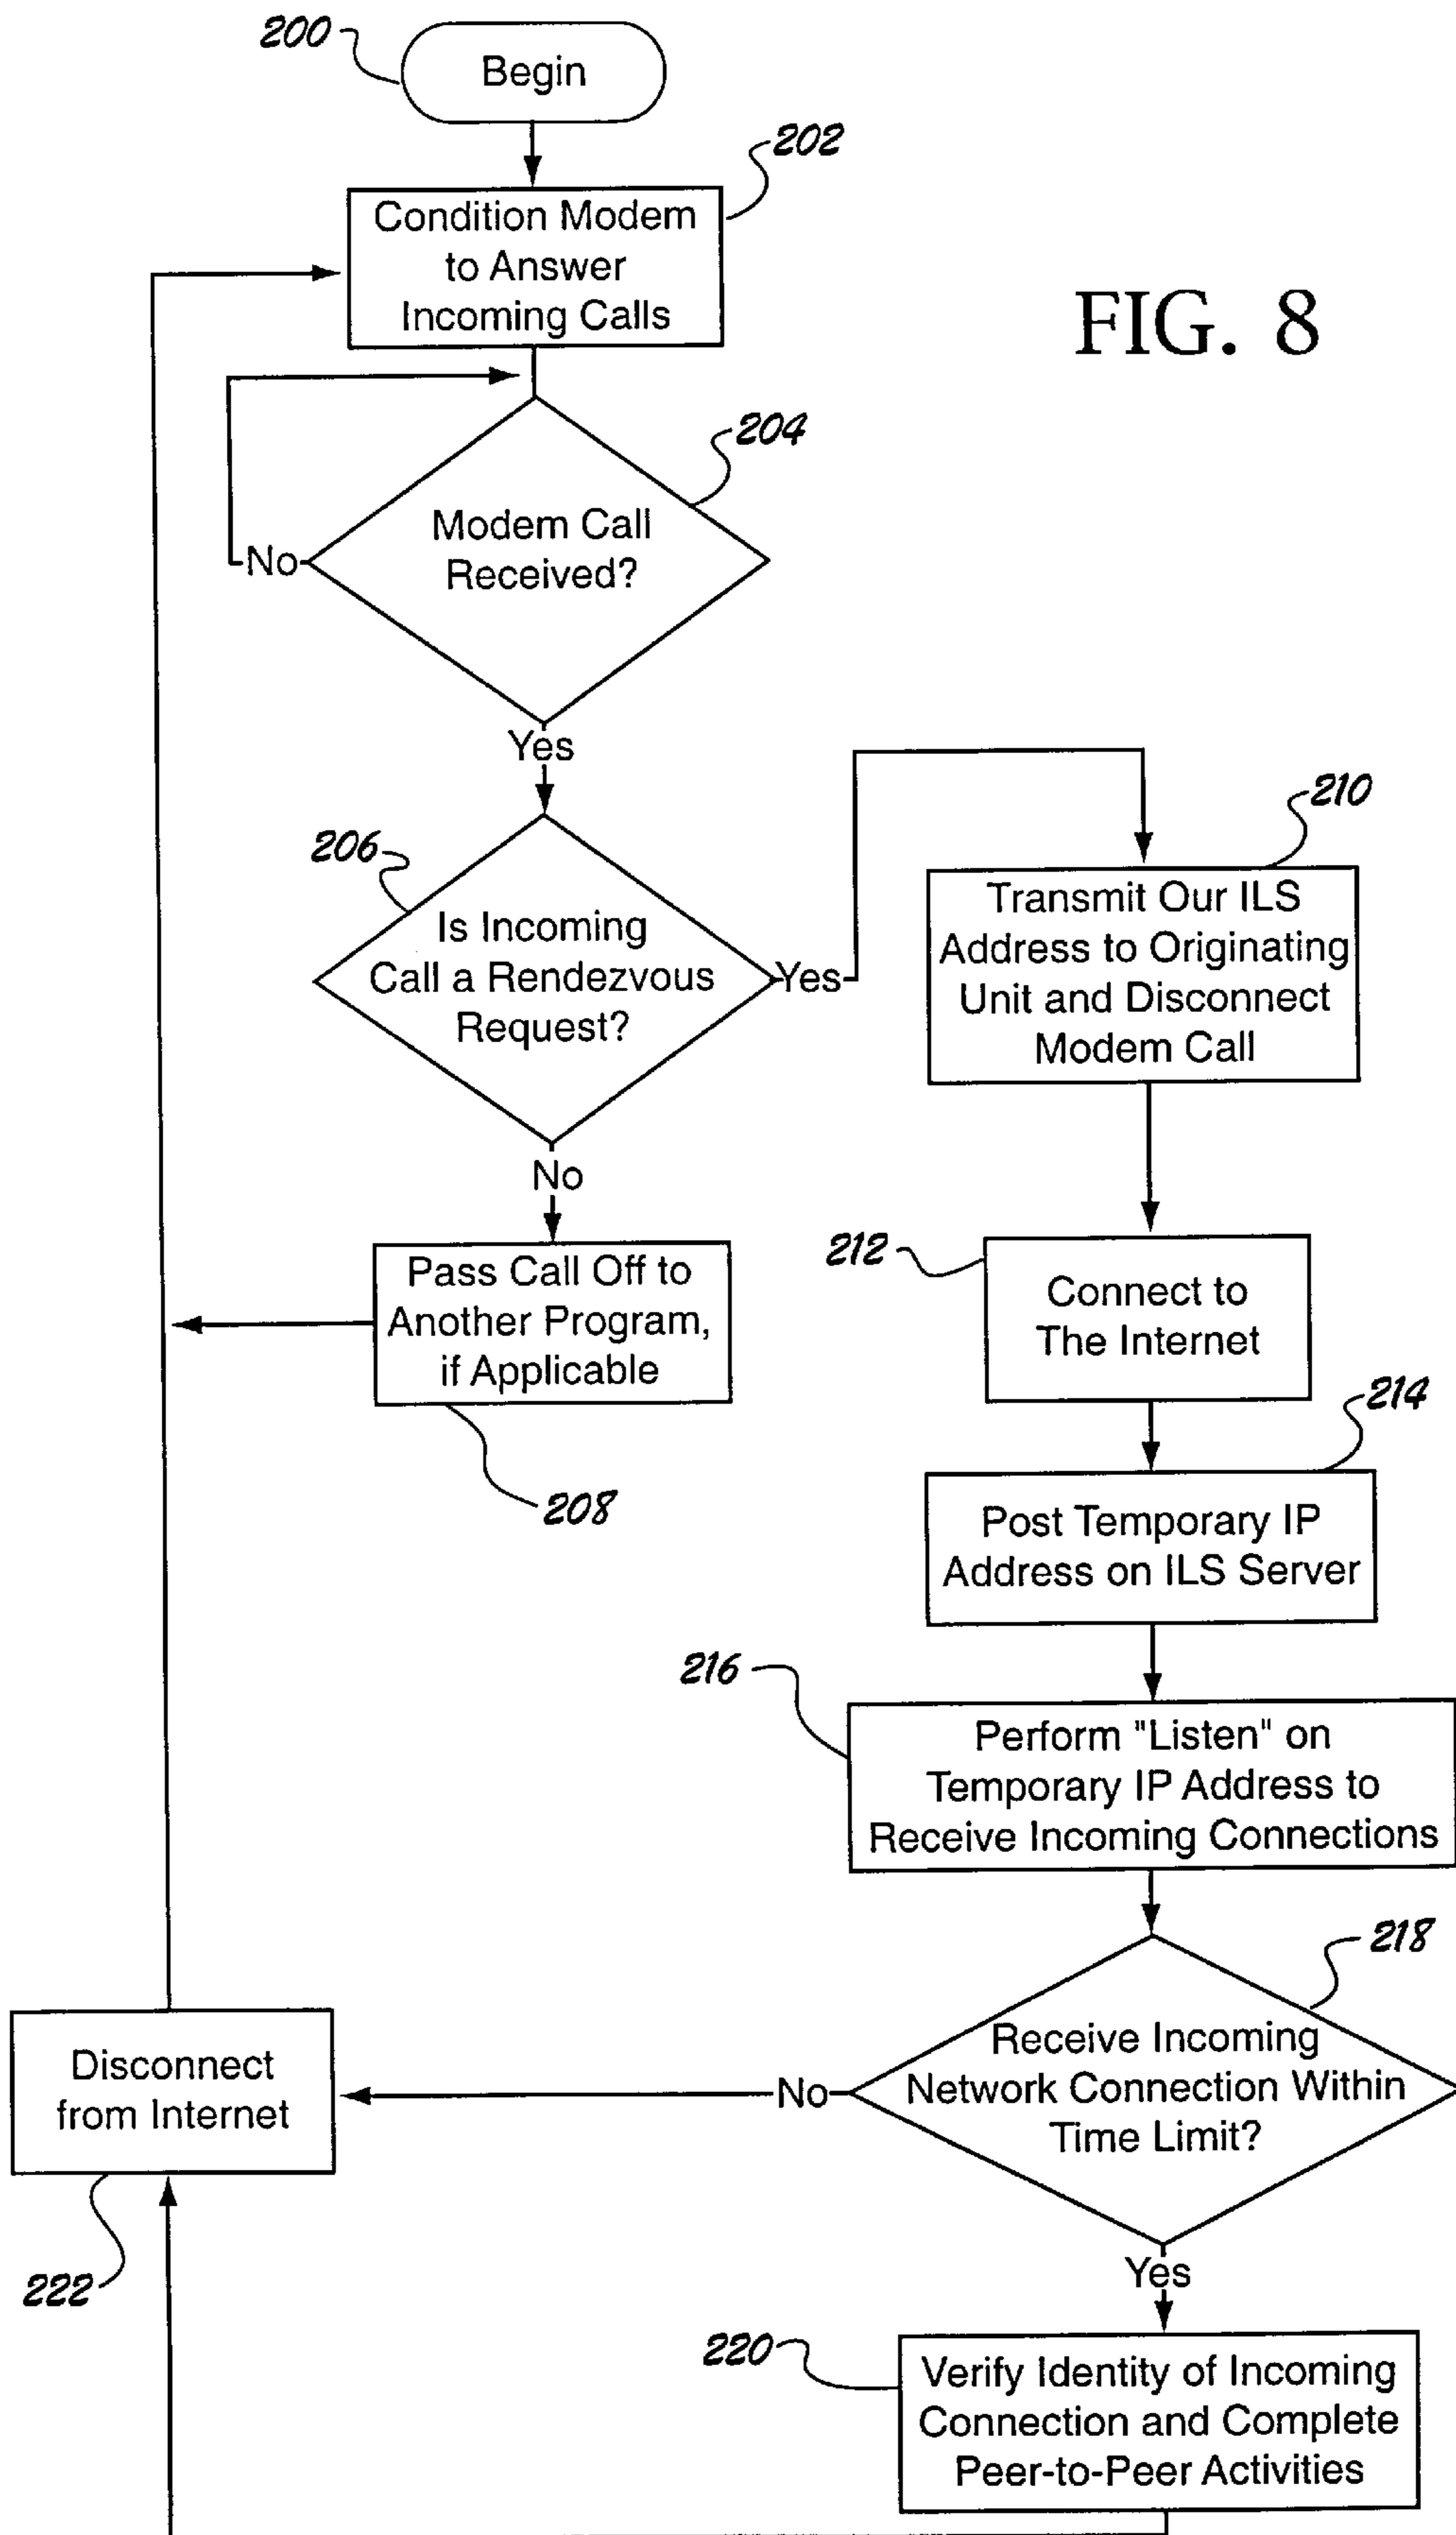 200
Begin
202
Condition Modem
to Answer
Incoming Calls
FIG. 8
204
Modem Call
Received?
No
Yes
206
Is Incoming
Call a Rendezvous
Request?
Yes
210
Transmit Our ILS
Address to Originating
Unit and Disconnect
Modem Call
No
Pass Call Off to
Another Program,
if Applicable
208
212
Connect to
The Internet
214
Post Temporary IP
Address on ILS Server
216
Perform "Listen" on
Temporary IP Address to
Receive Incoming Connections
218
Receive Incoming
Network Connection Within
Time Limit?
No
Disconnect
from Internet
222
Yes
220
Verify Identity of Incoming
Connection and Complete
Peer-to-Peer Activities